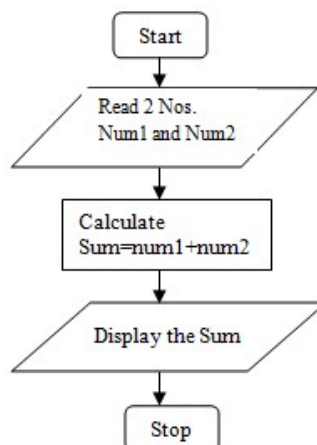 Start
Read 2 Nos.
Num1 and Num2
Calculate
Sum=num1+num2
Display the Sum
Stop